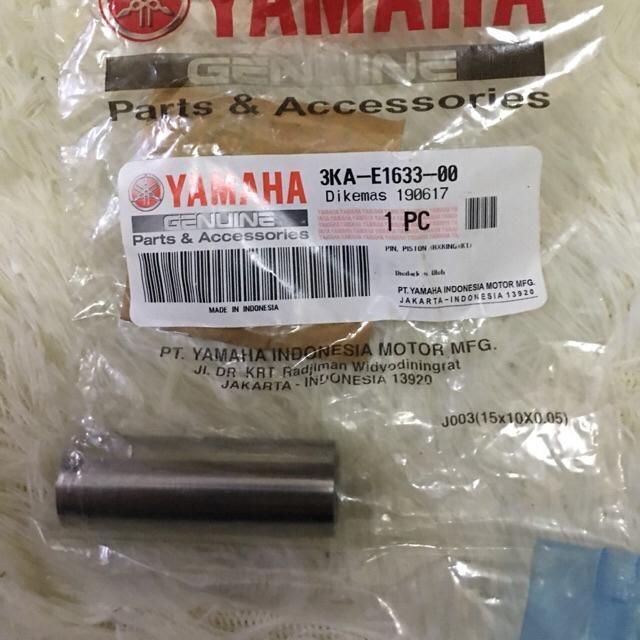 YAMAHA
GENUINE
Parts & Accessories
YAMAHA
GENUINE
Parts & Accessories
3KA-E1633-00
Dikemas 190617
1 PC
PIN, PISTON (RXKING+K1)
MADE IN INDONESIA
PT. YAMAHA INDONESIA MOTOR MFG.
JAKARTA-INDONESIA 13920
PT. YAMAHA INDONESIA MOTOR MFG.
Jl. DR. KRT Radjiman Widyodiningrat
JAKARTA - INDONESIA 13920
J003(15x10X0.05)